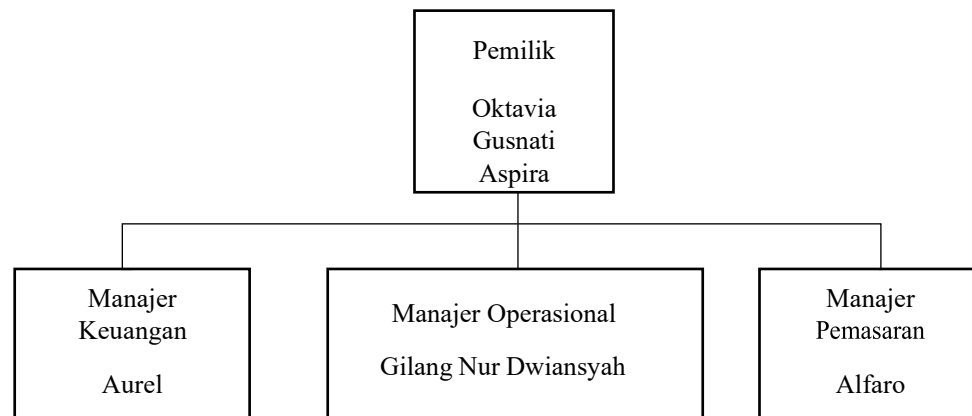 Pemilik
Oktavia
Gusnati
Aspira
Manajer
Keuangan
Aurel
Manajer Operasional
Gilang Nur Dwiansyah
Manajer
Pemasaran
Alfaro